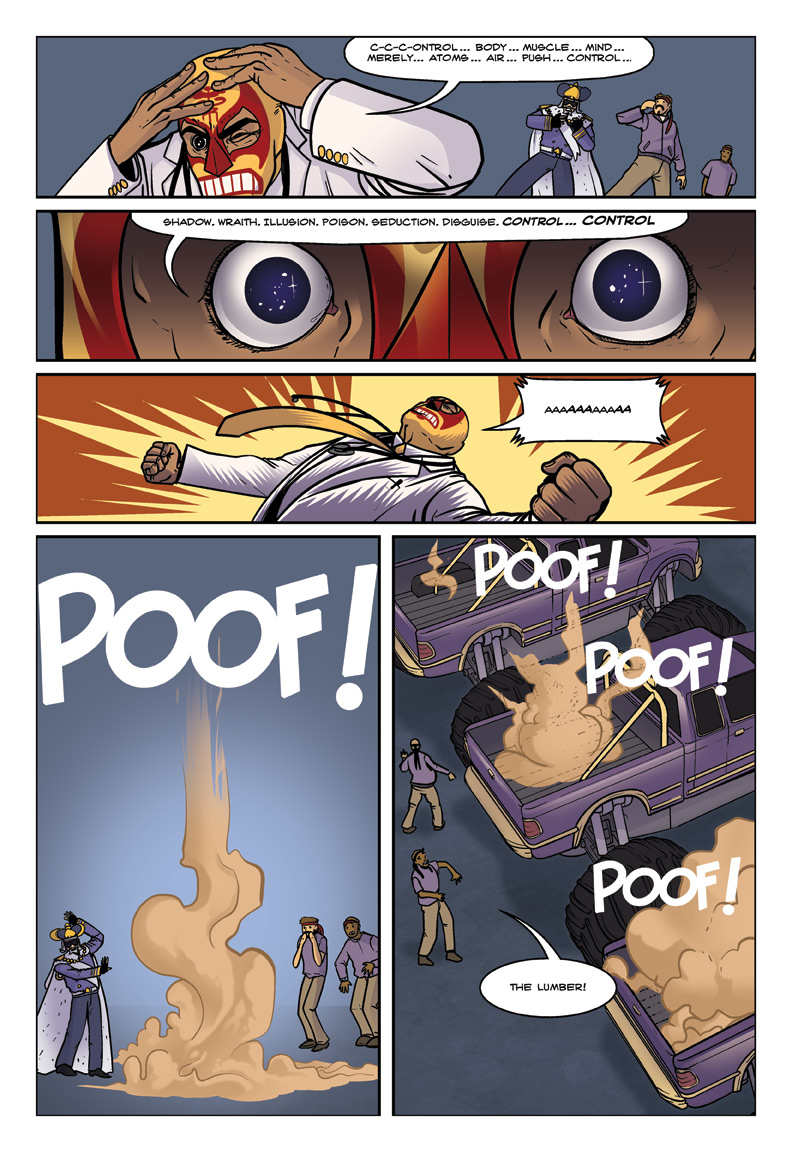 C-C-C-ONTROL... BODY... MUSCLE... MIND...
MERELY... ATOMS... AIR... PUSH... CONTROL...
SHADOW. WRAITH. ILLUSION. POISON. SEDUCTION. DISGUISE. CONTROL... CONTROL
AAAAAAAAAA
POOF!
POOF!
POOF!
POOF!
THE LUMBER!